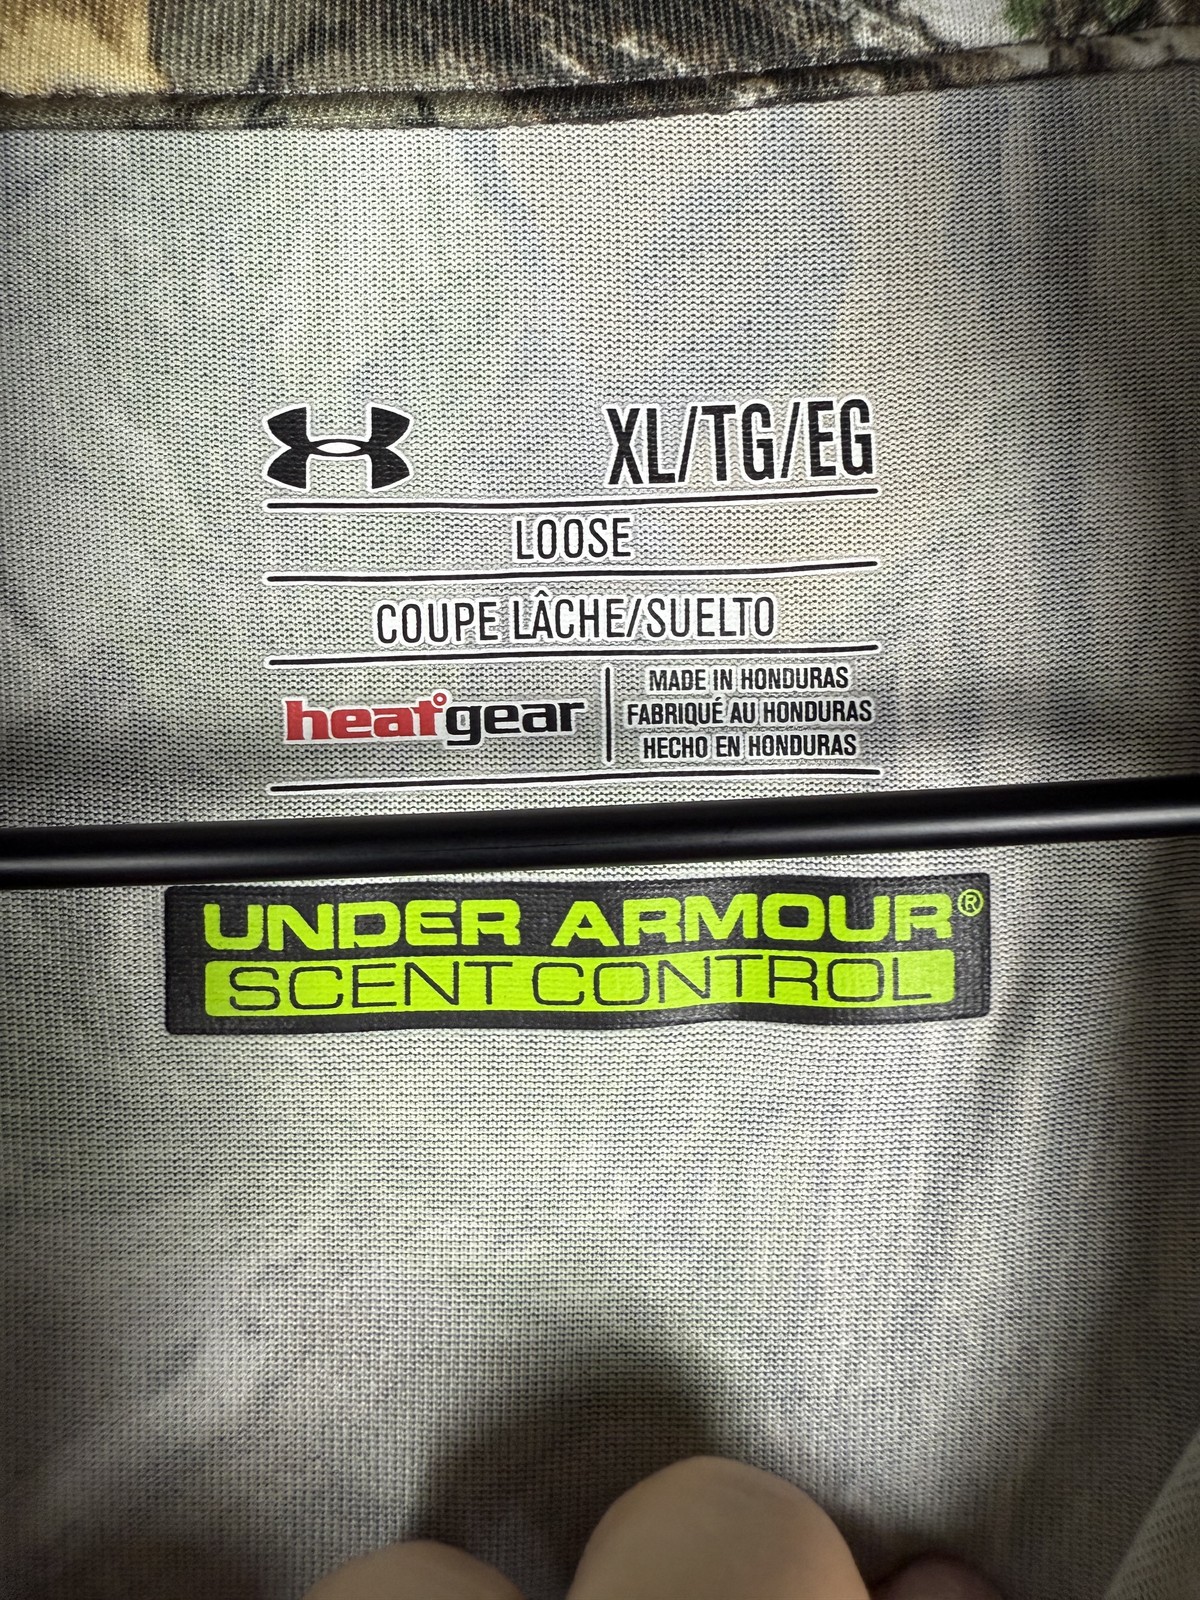 XL/TG/EG
LOOSE
COUPE LÂCHE/SUELTO
heatgear
MADE IN HONDURAS
FABRIQUÉ AU HONDURAS
HECHO EN HONDURAS
UNDER ARMOUR®
SCENT CONTROL